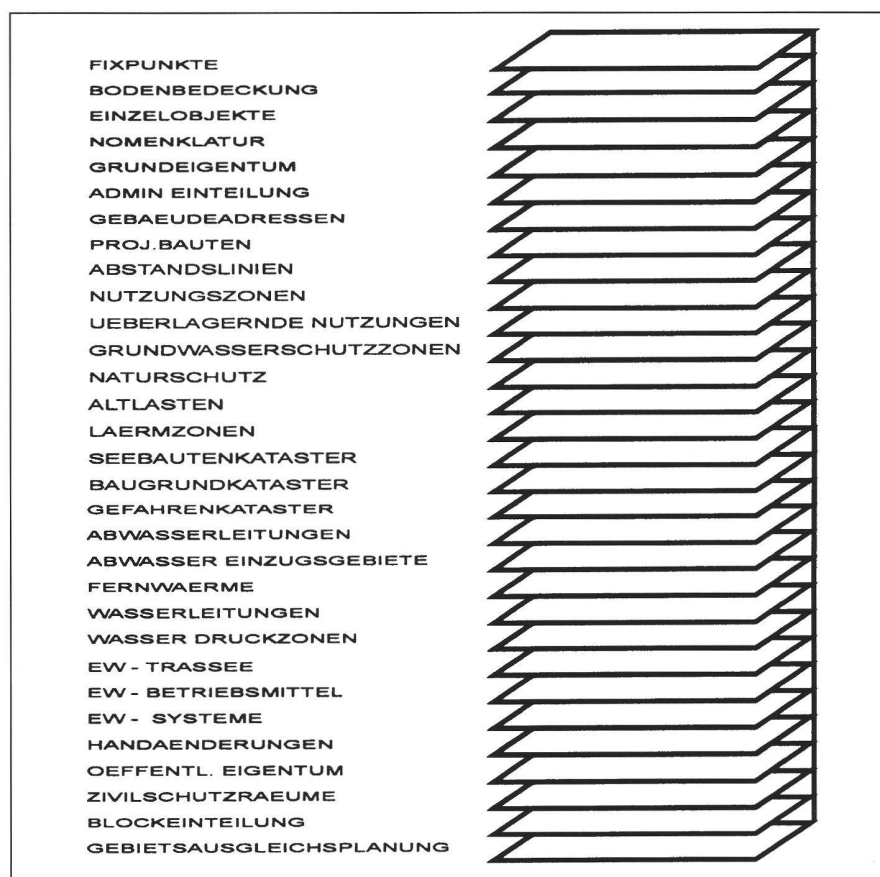 FIXPUNKTE
BODENBEDECKUNG
EINZELOBJEKTE
NOMENKLATUR
GRUNDEIGENTUM
ADMIN EINTEILUNG
GEBAEUDEADRESSEN
PROJ.BAUTEN
ABSTANDSLINIEN
NUTZUNGSZONEN
UEBERLAGERNDE NUTZUNGEN
GRUNDWASSERSCHUTZZONEN
NATURSCHUTZ
ALTLASTEN
LAERMZONEN
SEEBAUTENKATASTER
BAUGRUNDKATASTER
GEFAHRENKATASTER
ABWASSERLEITUNGEN
ABWASSER EINZUGSGEBIETE
FERNWAERME
WASSERLEITUNGEN
WASSER DRUCKZONEN
EW - TRASSEE
EW - BETRIEBSMITTEL
EW - SYSTEME
HANDAENDERUNGEN
OEFFENTL. EIGENTUM
ZIVILSCHUTZRAEUME
BLOCKEINTEILUNG
GEBIETSAUSGLEICHSPLANUNG